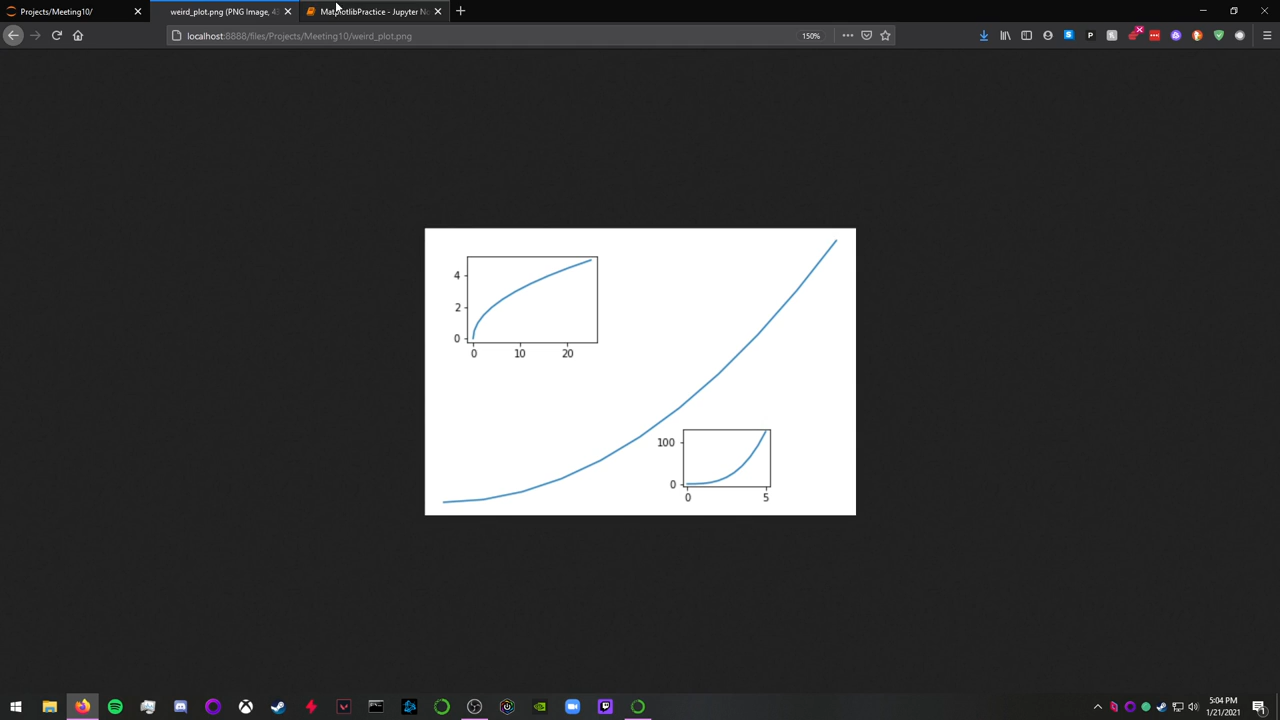 Projects/Meeting10/
weird_plot.png (PNG Image, 43
MatplotlibPractice - Jupyter No
localhost:8888/files/Projects/Meeting10/weird_plot.png
150%
4
2
0
0 10 20
100
0
0 5
5:04 PM
1/21/2021